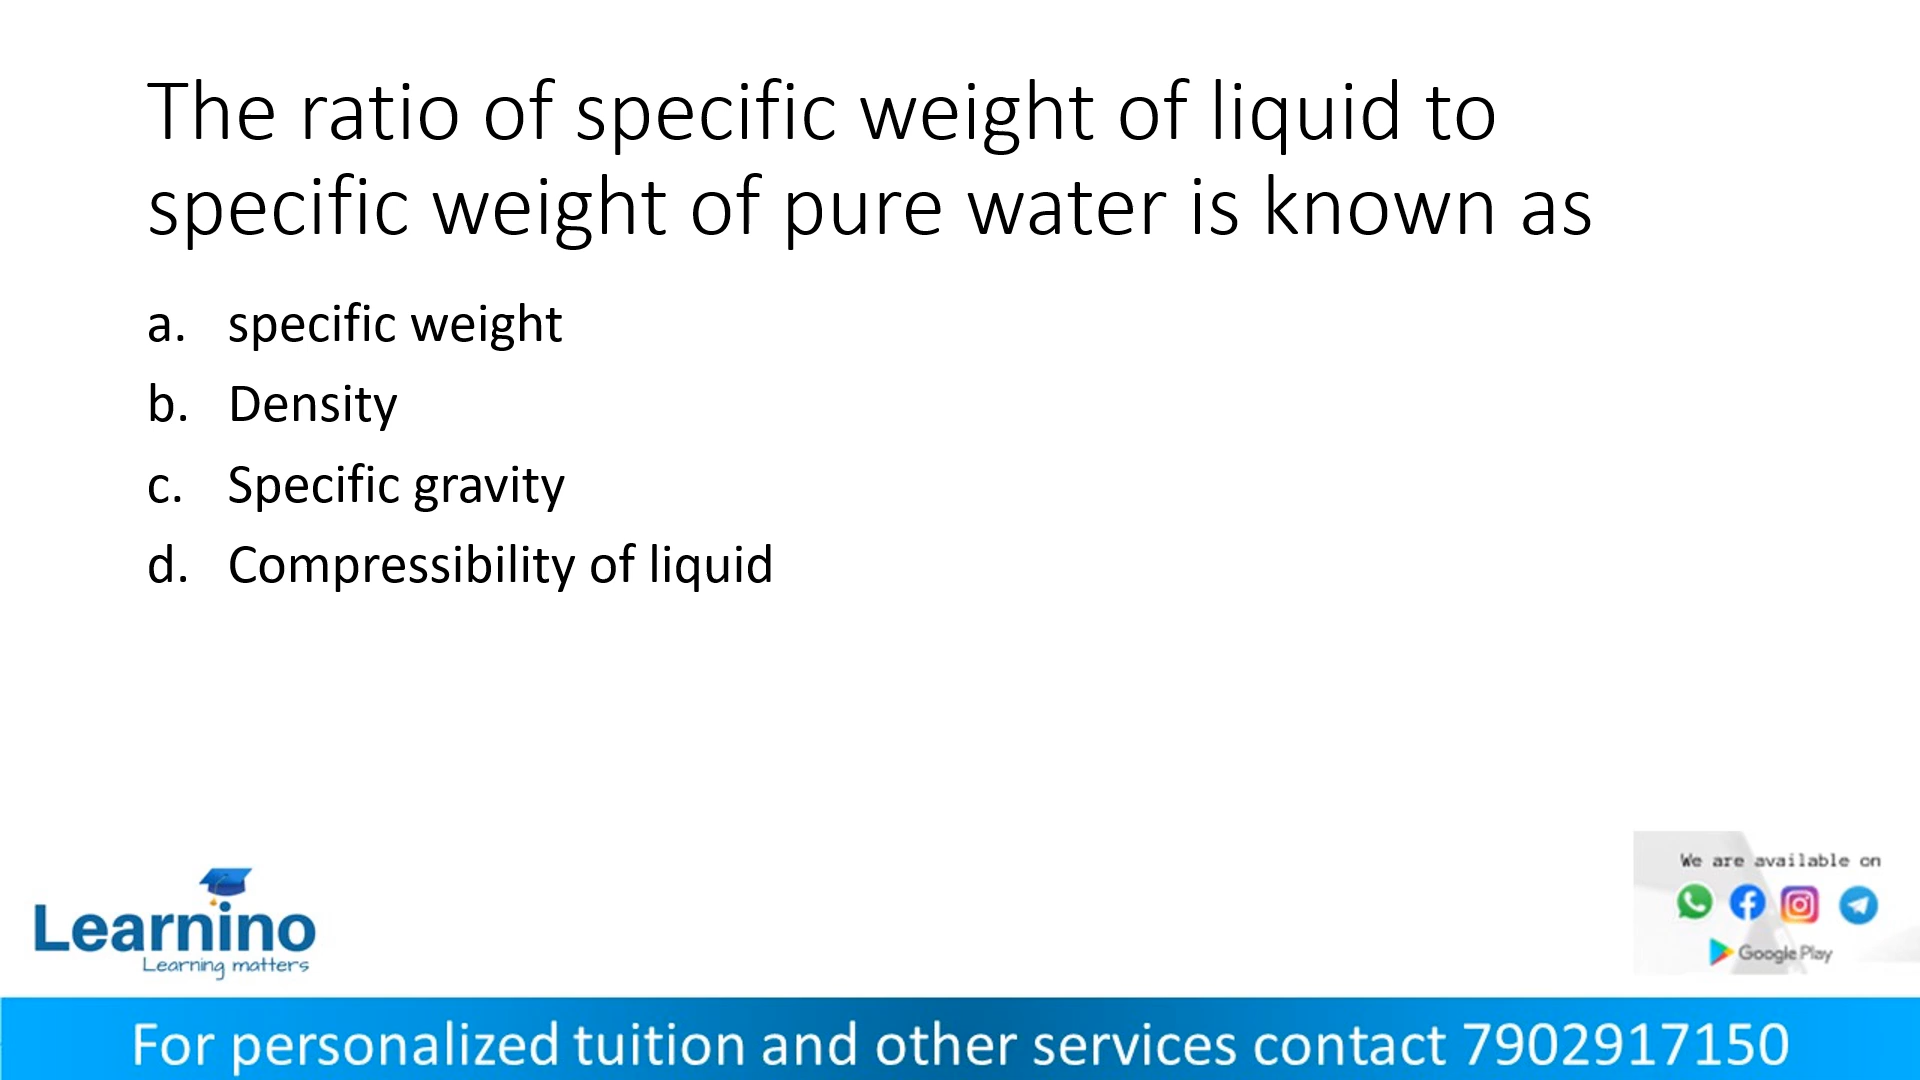 The ratio of specific weight of liquid to
specific weight of pure water is known as
a. specific weight
b. Density
c. Specific gravity
d. Compressibility of liquid
We are available on
Google Play
Learnino
Learning matters
For personalized tuition and other services contact 7902917150